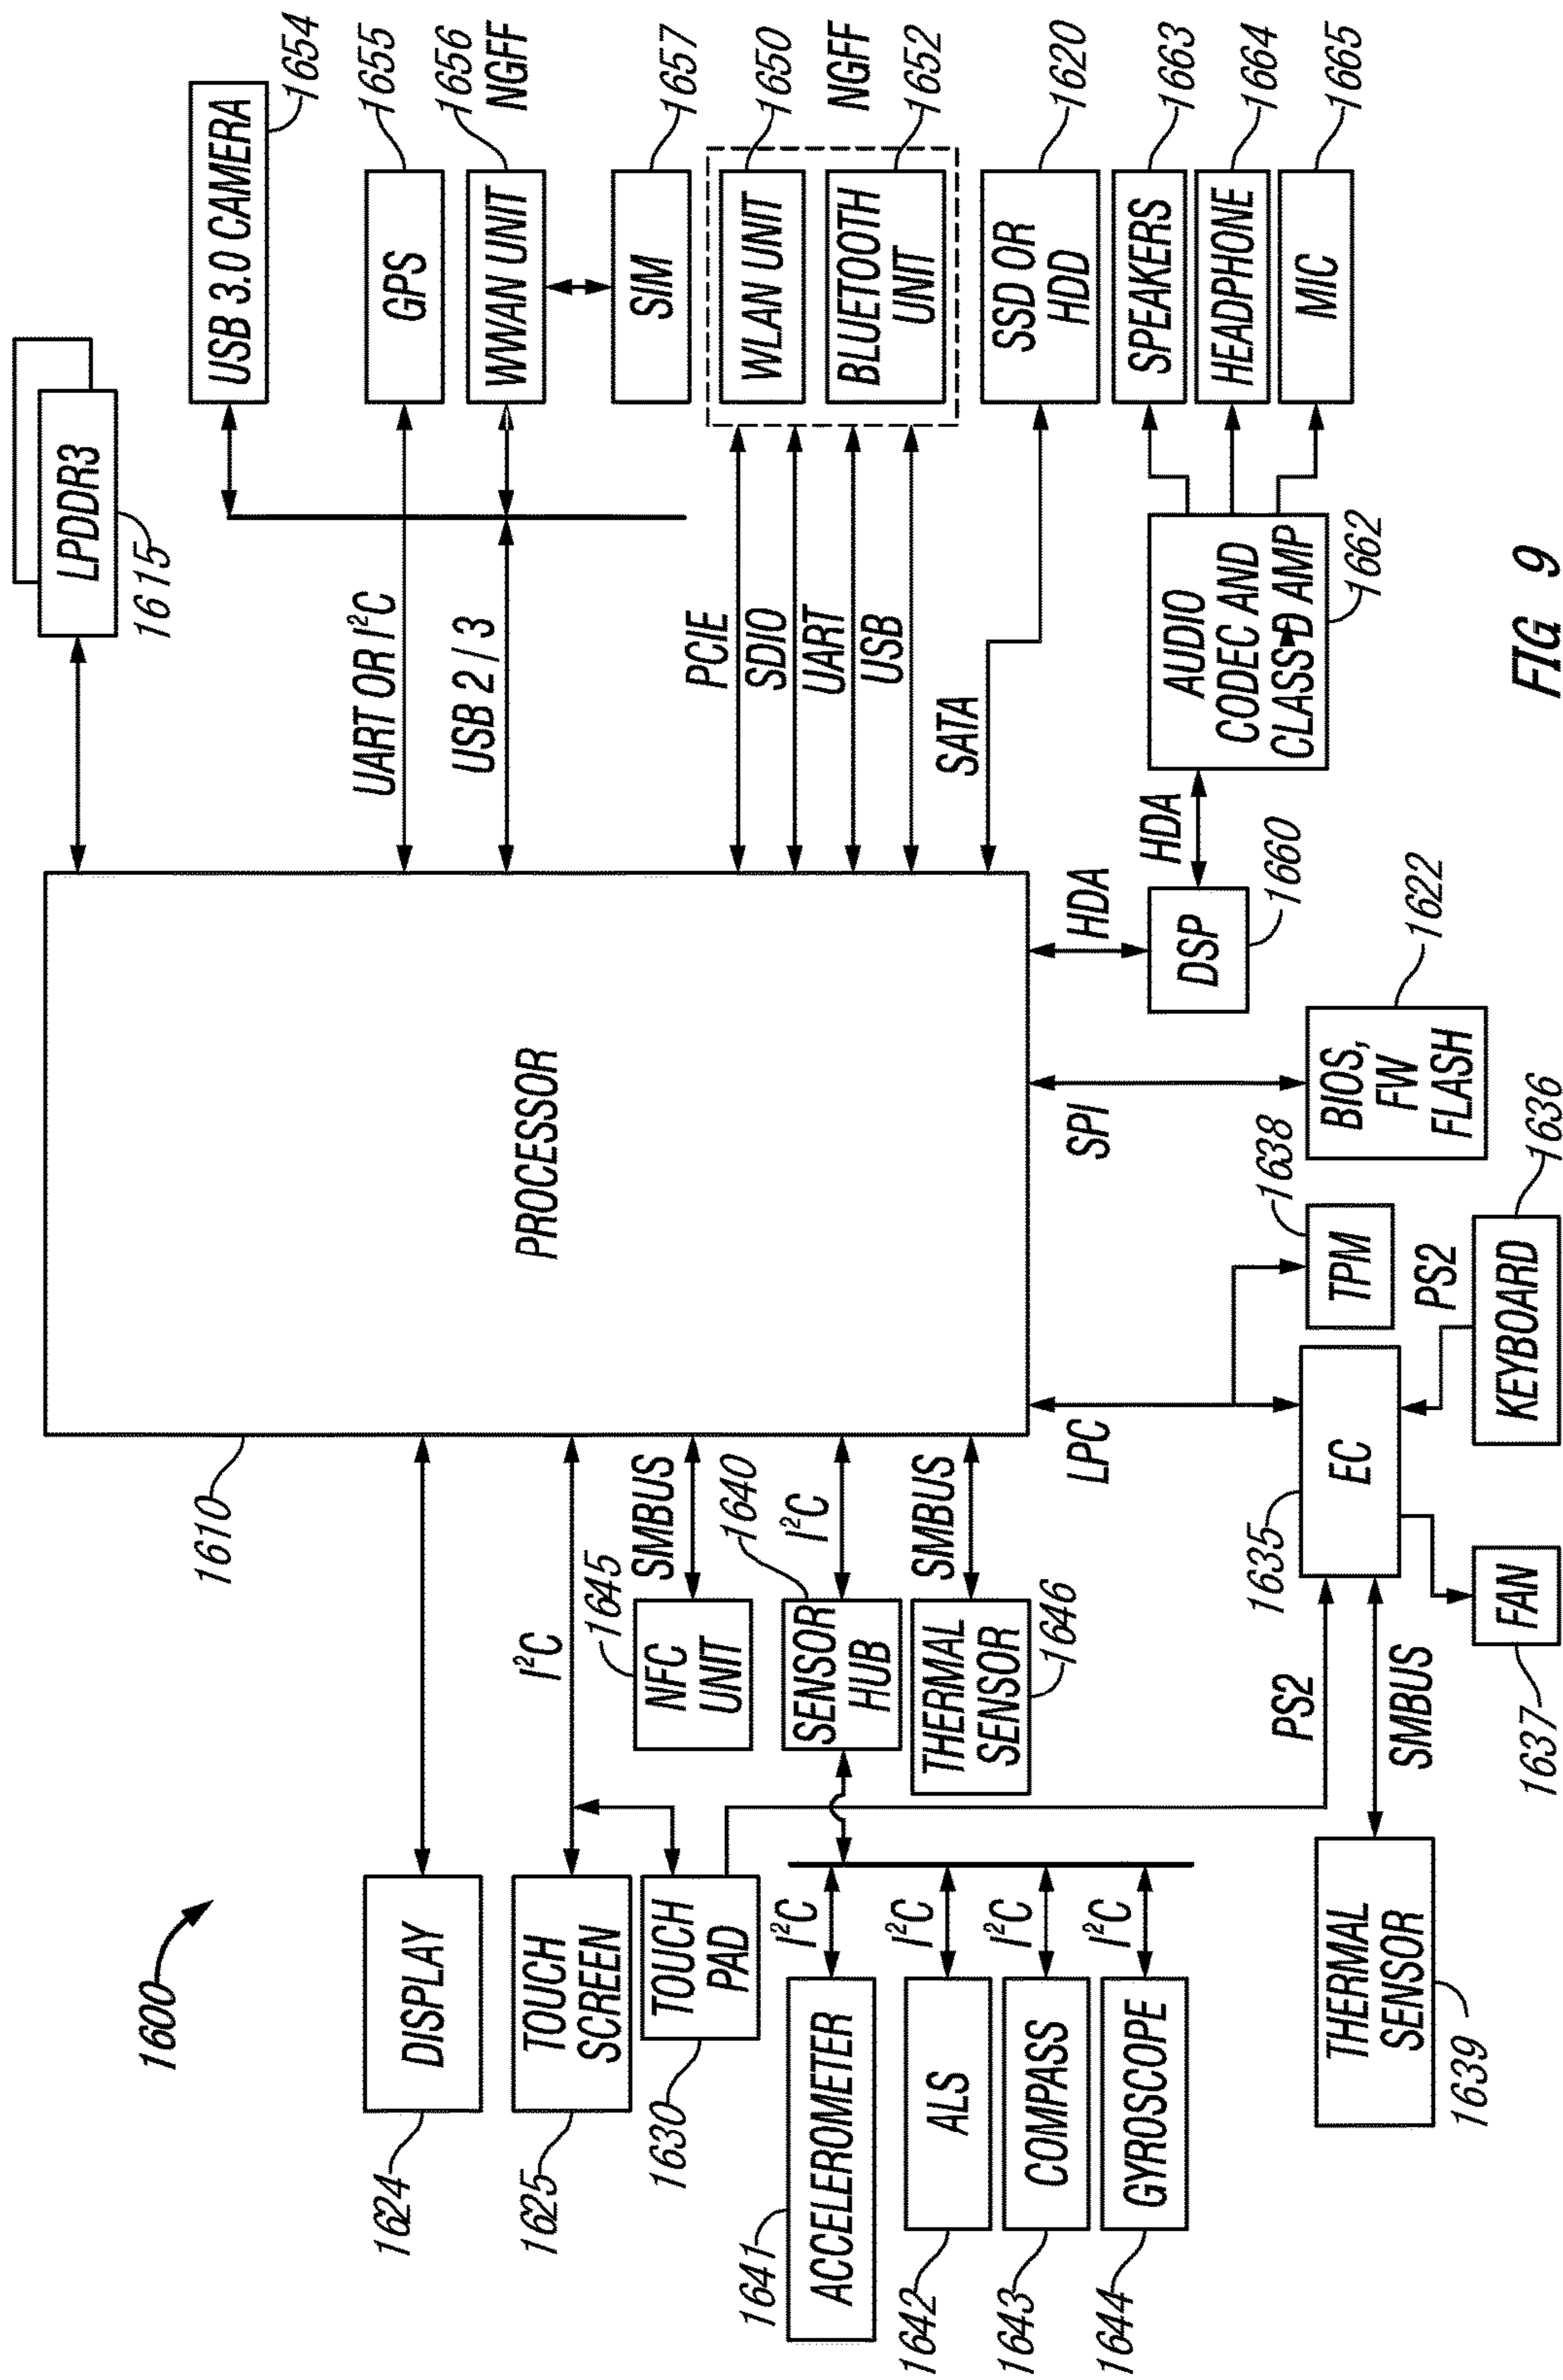 1600
1610
LPDDR3
1615
DISPLAY
1624
USB 3.0 CAMERA
1654
TOUCH
SCREEN
1625
I²C
UART OR I²C
GPS
1655
TOUCH
PAD
1630
USB 2 / 3
WWAN UNIT
1656
NGFF
SIM
1657
PROCESSOR
NFC
UNIT
1645
SMBUS
SENSOR
HUB
1640
I²C
THERMAL
SENSOR
1646
SMBUS
PCIE
SDIO
UART
USB
WLAN UNIT
1650
BLUETOOTH
UNIT
NGFF
1652
ACCELEROMETER
1641
I²C
ALS
1642
I²C
COMPASS
1643
I²C
GYROSCOPE
1644
I²C
SATA
SSD OR
HDD
1620
LPC
SPI
HDA
DSP
1660
HDA
AUDIO
CODEC AND
CLASS D AMP
1662
SPEAKERS
1663
HEADPHONE
1664
MIC
1665
THERMAL
SENSOR
1639
PS2
SMBUS
1635
EC
TPM
1638
BIOS,
FW
FLASH
1622
FAN
1637
PS2
KEYBOARD
1636
FIG 9